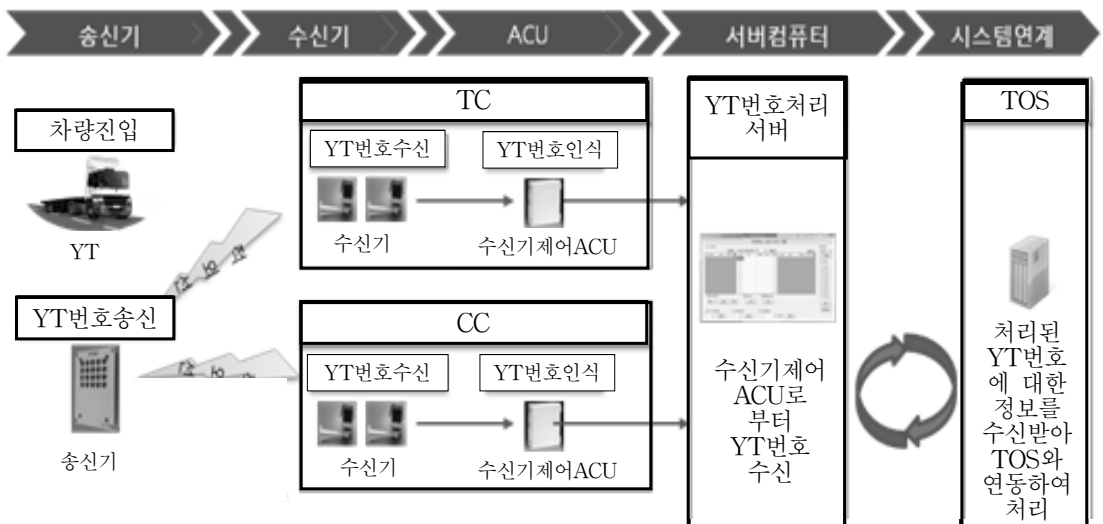 송신기
수신기
ACU
서버컴퓨터
시스템연계
차량진입
YT
YT번호송신
송신기
TC
YT번호수신
YT번호인식
수신기
수신기제어ACU
CC
YT번호수신
YT번호인식
수신기
수신기제어ACU
YT번호처리
서버
수신기제어
ACU로
부터
YT번호
수신
TOS
처리된
YT번호
에 대한
정보를
수신받아
TOS와
연동하여
처리